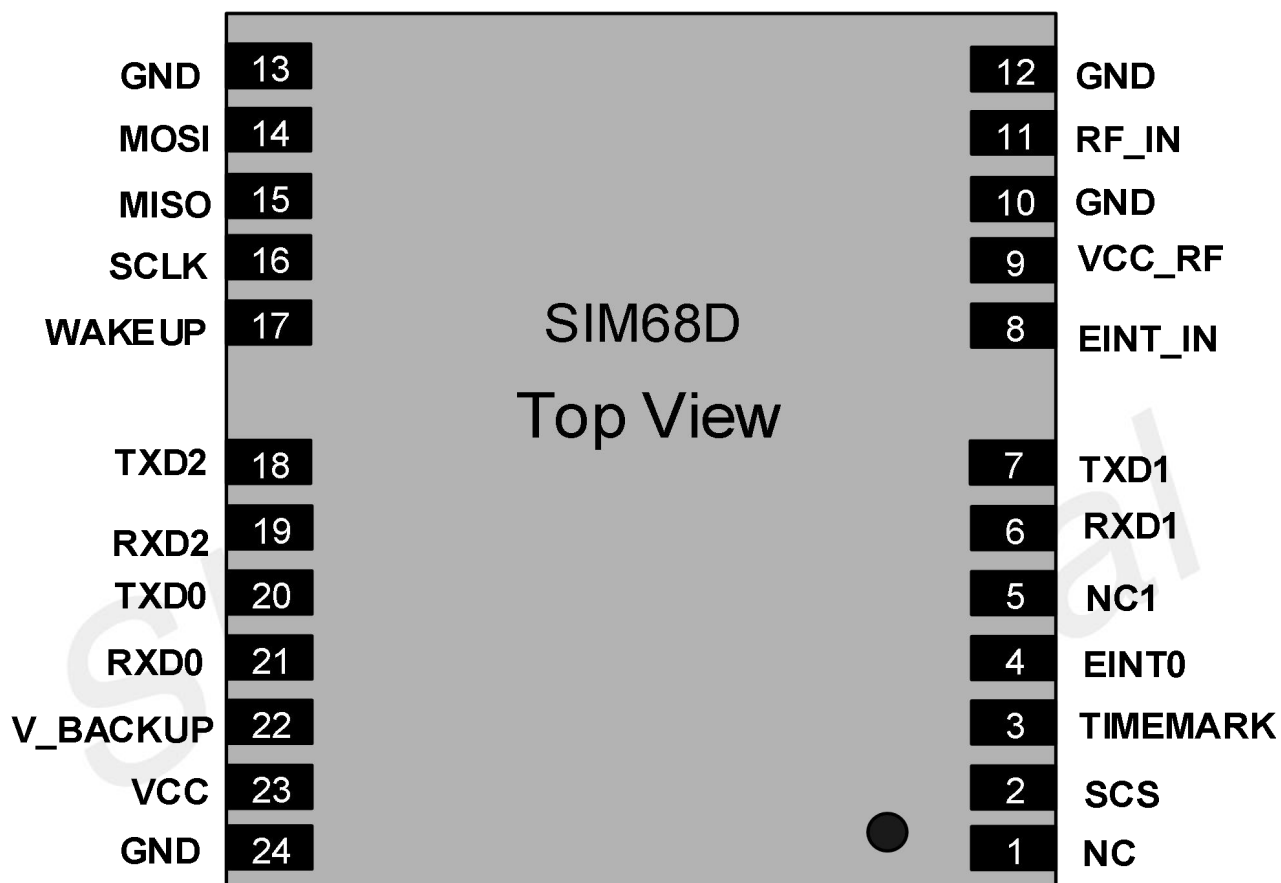 GND 13 12 GND
MOSI 14 11 RF_IN
MISO 15 10 GND
SCLK 16 9 VCC_RF
WAKEUP 17 SIM68D 8 EINT_IN
Top View
TXD2 18 7 TXD1
RXD2 19 6 RXD1
TXD0 20 5 NC1
RXD0 21 4 EINT0
V_BACKUP 22 3 TIMEMARK
VCC 23 2 SCS
GND 24 1 NC